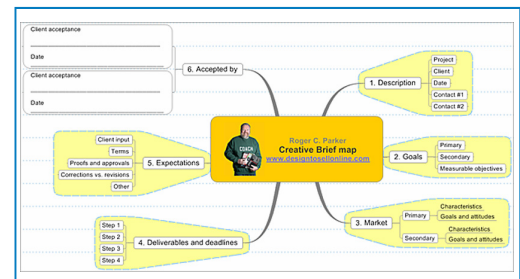 Client acceptance
Date
Client acceptance
Date
6. Accepted by
1. Description
Project
Client
Date
Contact #1
Contact #2
COACH
Roger C. Parker
Creative Brief map
www.designtosellonline.com
2. Goals
Primary
Secondary
Measurable objectives
3. Market
Primary
Characteristics
Goals and attitudes
Secondary
Characteristics
Goals and attitudes
4. Deliverables and deadlines
Step 1
Step 2
Step 3
Step 4
5. Expectations
Client input
Terms
Proofs and approvals
Corrections vs. revisions
Other